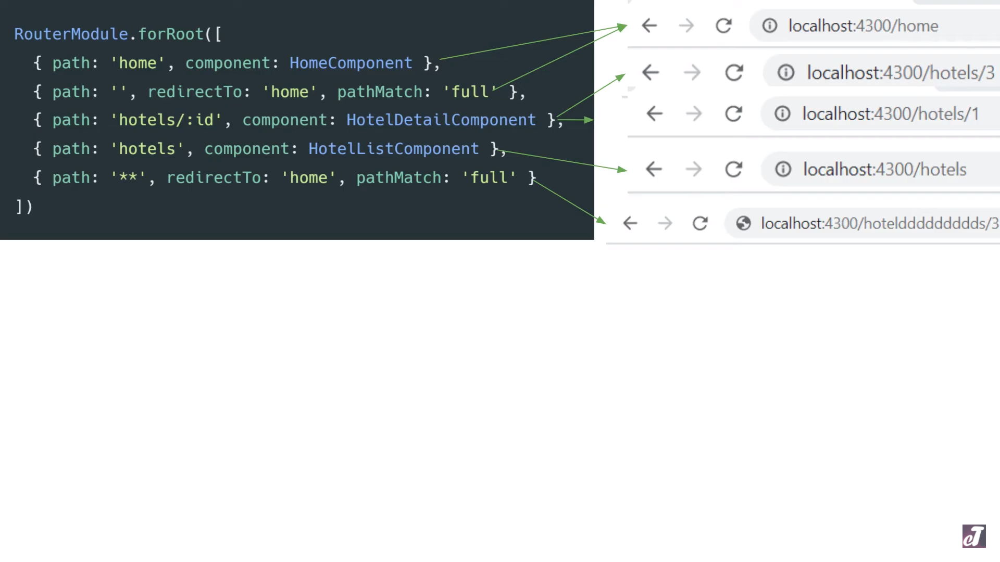 RouterModule.forRoot([
{ path: 'home', component: HomeComponent },
{ path: '', redirectTo: 'home', pathMatch: 'full' },
{ path: 'hotels/:id', component: HotelDetailComponent },
{ path: 'hotels', component: HotelListComponent },
{ path: '**', redirectTo: 'home', pathMatch: 'full' }
])
localhost:4300/home
localhost:4300/hotels/3
localhost:4300/hotels/1
localhost:4300/hotels
localhost:4300/hotelddddddddds/3
eT